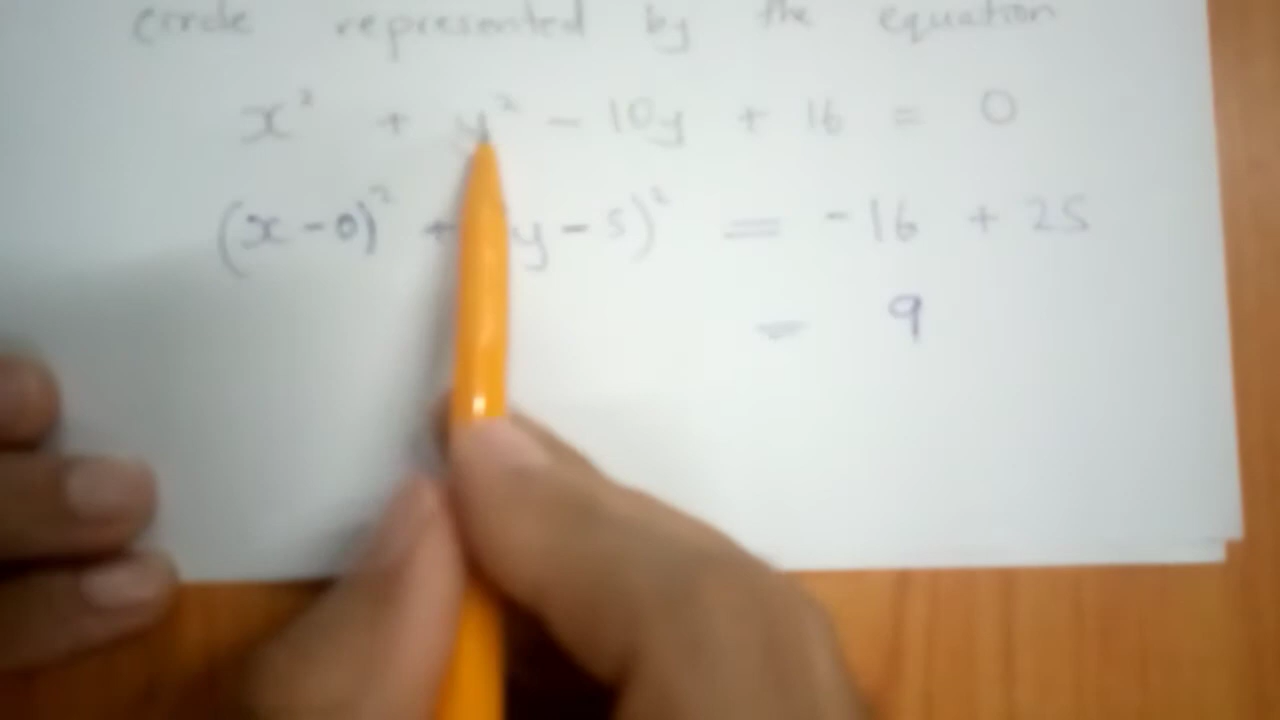 circle represented by the equation
x² + y² - 10y + 16 = 0
(x - 0)² + y - 5)² = -16 + 25
= 9